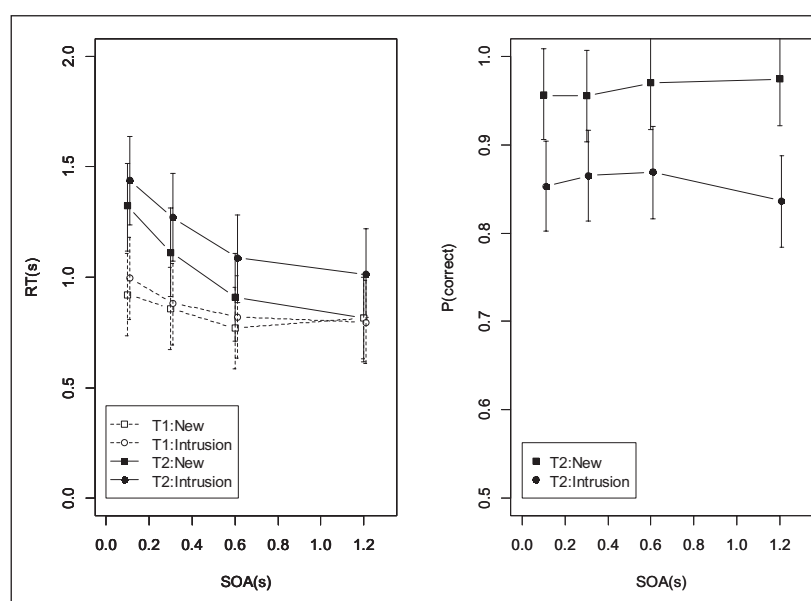 RT(s)
2.0
1.5
1.0
0.5
0.0
T1:New
T1:Intrusion
T2:New
T2:Intrusion
0.0 0.2 0.4 0.6 0.8 1.0 1.2
SOA(s)
P(correct)
1.0
0.9
0.8
0.7
0.6
0.5
T2:New
T2:Intrusion
0.0 0.2 0.4 0.6 0.8 1.0 1.2
SOA(s)